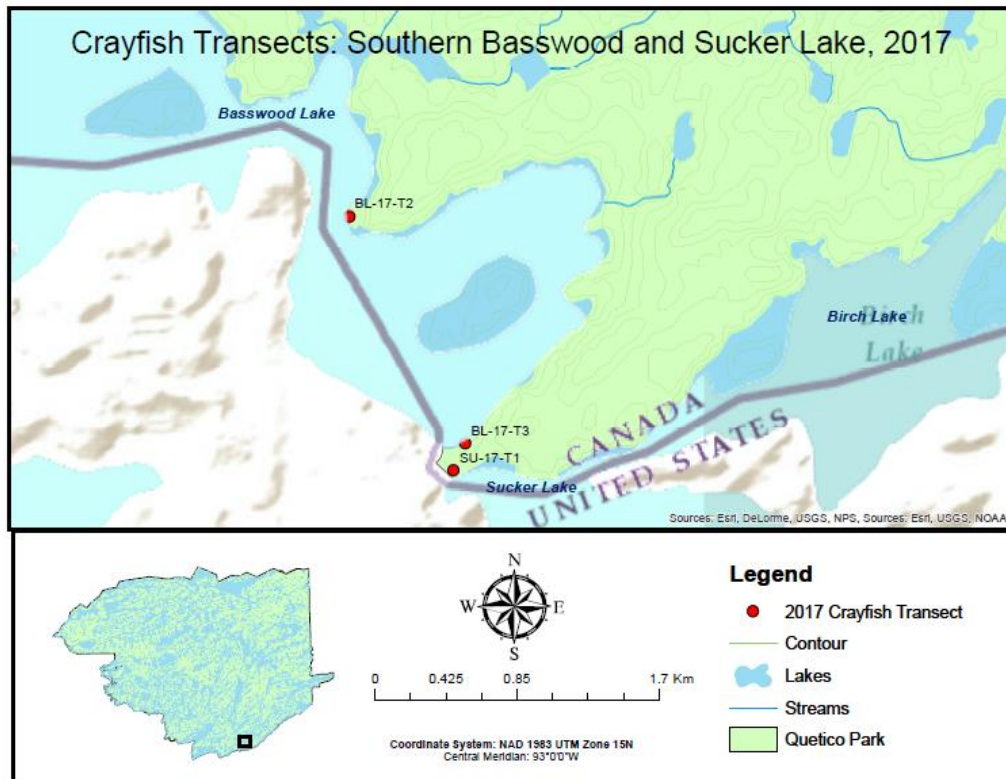 Crayfish Transects: Southern Basswood and Sucker Lake, 2017
Basswood Lake
BL-17-T2
Birch Lake
Birch
Lake
BL-17-T3
SU-17-T1
Sucker Lake
CANADA
UNITED STATES
Sources: Esri, DeLorme, USGS, NPS, Sources: Esri, USGS, NOAA
N
W E
S
0 0.425 0.85 1.7 Km
Coordinate System: NAD 1983 UTM Zone 15N
Central Meridian: 93°0'0"W
Legend
2017 Crayfish Transect
Contour
Lakes
Streams
Quetico Park